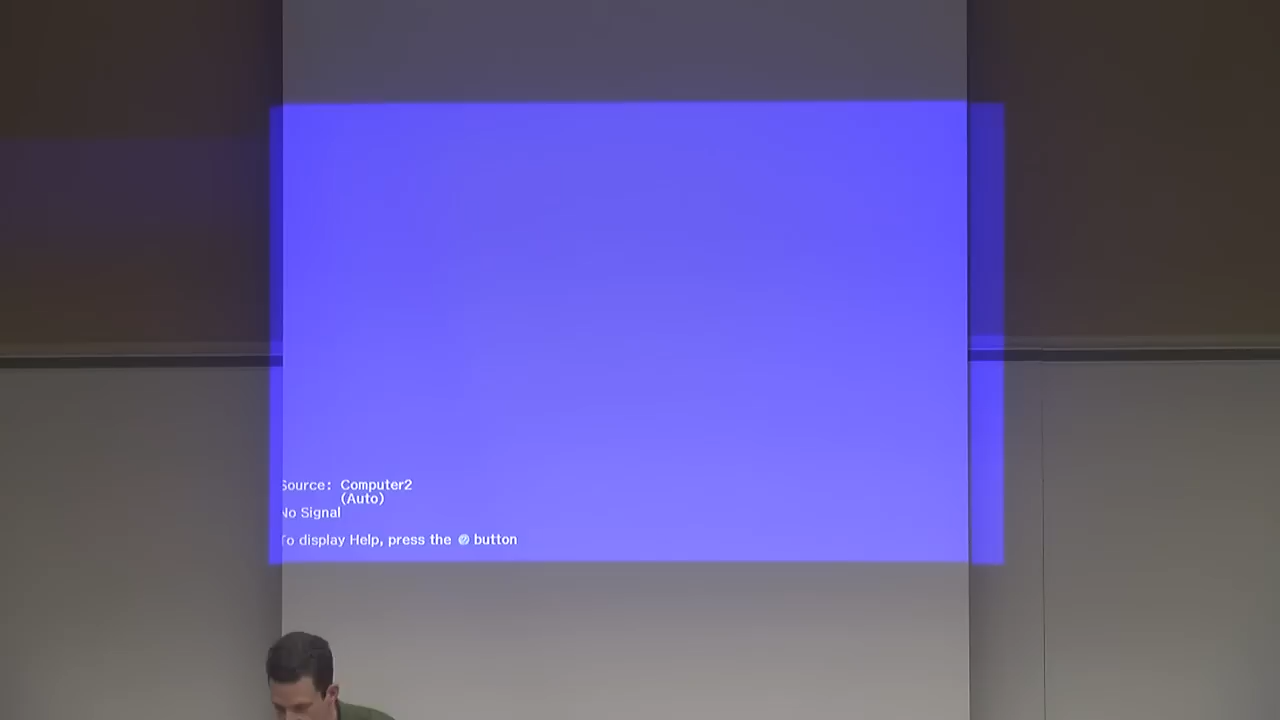 Source: Computer2
(Auto)
No Signal
To display Help, press the button